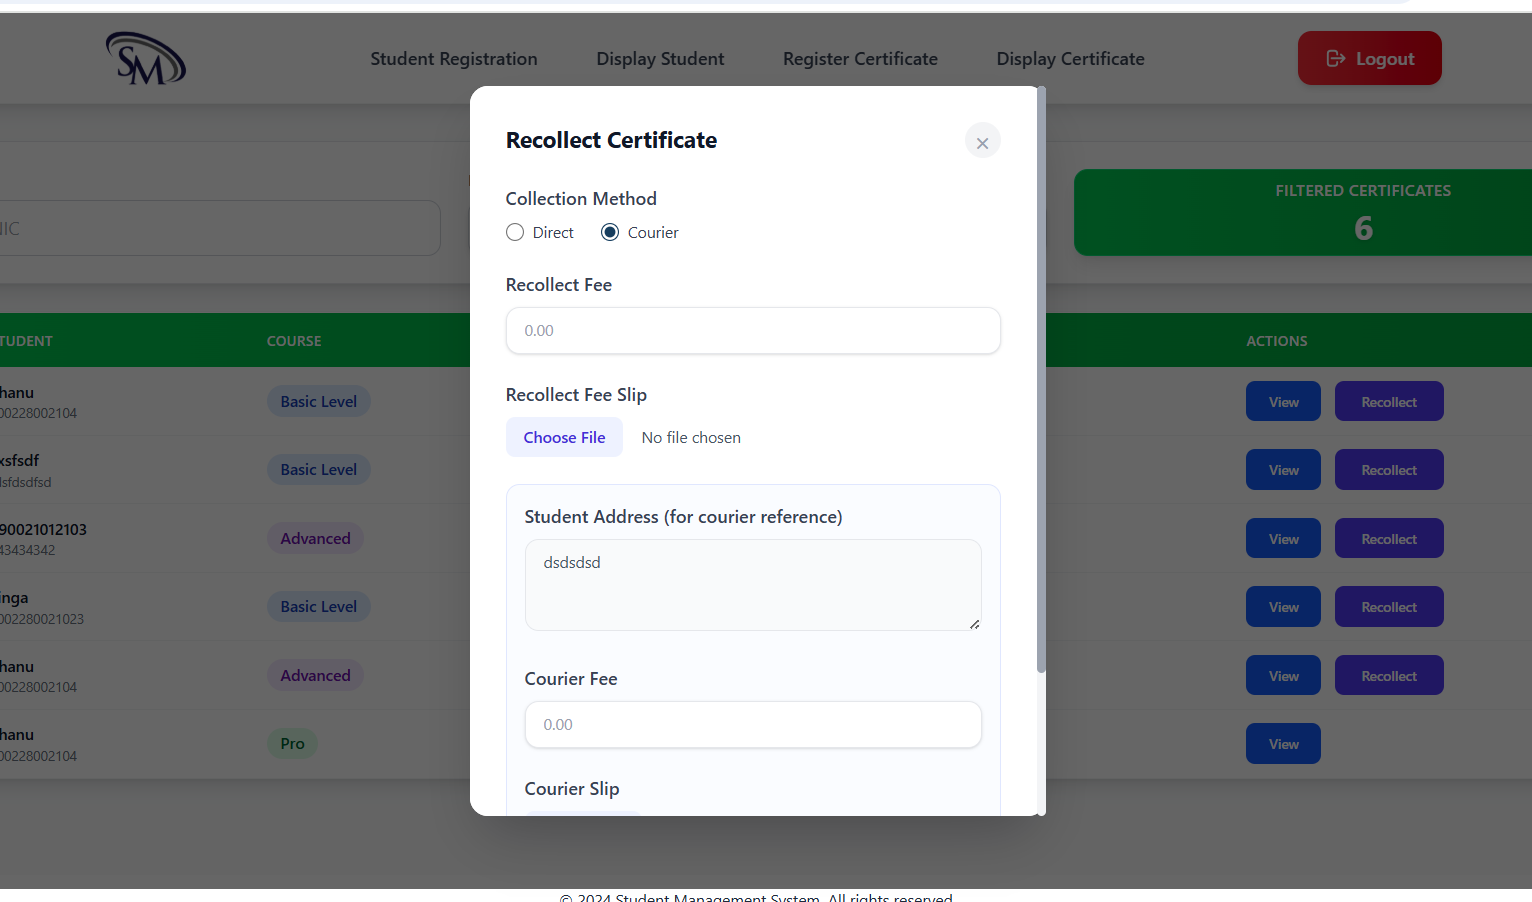 SM
Student Registration
Display Student
Register Certificate
Display Certificate
Logout
Recollect Certificate
×
Collection Method
Direct
Courier
Recollect Fee
0.00
Recollect Fee Slip
Choose File
No file chosen
Student Address (for courier reference)
dsdsdsd
Courier Fee
0.00
Courier Slip
NIC
FILTERED CERTIFICATES
6
TUDENT
COURSE
ACTIONS
hanu
00228002104
Basic Level
View
Recollect
xsfsdf
lsfdsdfsd
Basic Level
View
Recollect
90021012103
43434342
Advanced
View
Recollect
inga
002280021023
Basic Level
View
Recollect
hanu
00228002104
Advanced
View
Recollect
hanu
00228002104
Pro
View
© 2024 Student Management System. All rights reserved